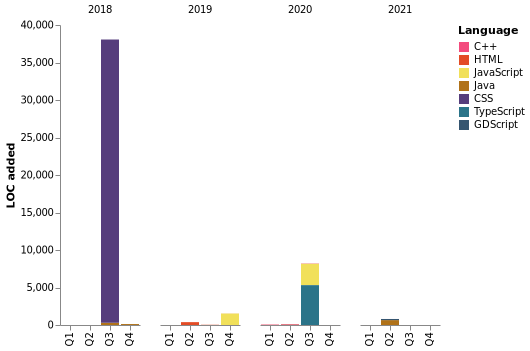 2018 2019 2020 2021
Language
C++
HTML
JavaScript
Java
CSS
TypeScript
GDScript
LOC added
40,000
35,000
30,000
25,000
20,000
15,000
10,000
5,000
0
Q1 Q2 Q3 Q4 Q1 Q2 Q3 Q4 Q1 Q2 Q3 Q4 Q1 Q2 Q3 Q4